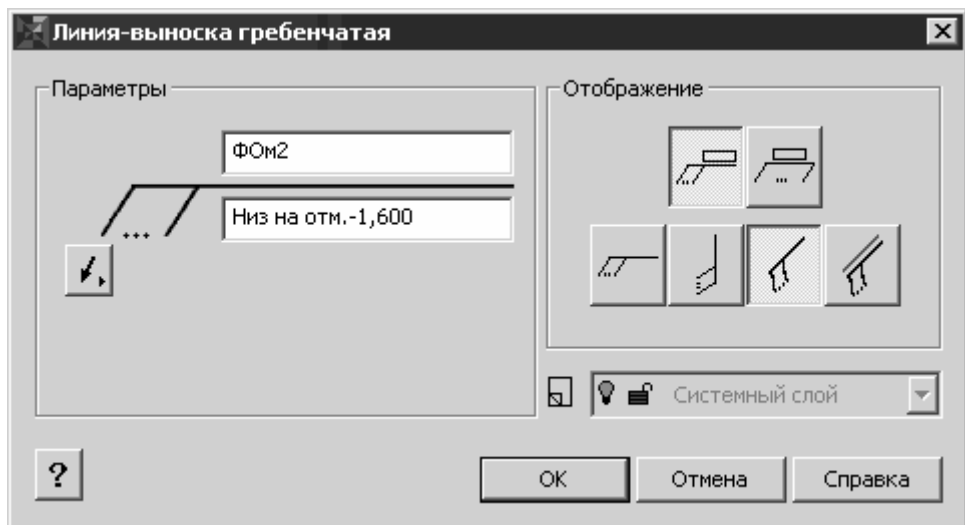 Линия-выноска гребенчатая
Параметры
ФОм2
Низ на отм.-1,600
Отображение
Системный слой
?
ОК
Отмена
Справка